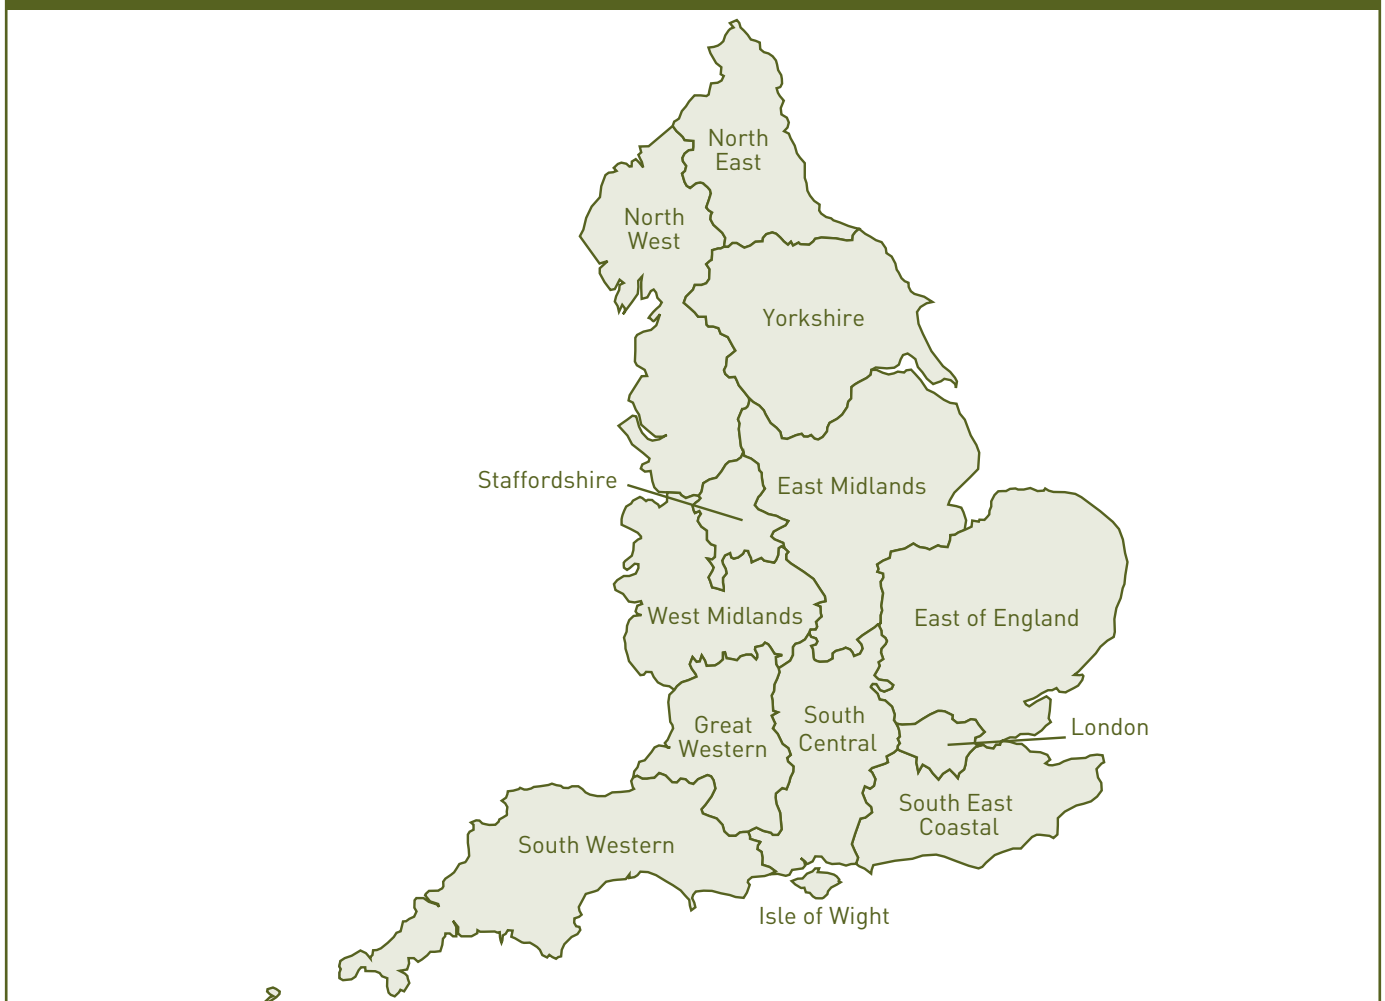 North
East
North
West
Yorkshire
Staffordshire
East Midlands
West Midlands
East of England
Great
Western
South
Central
London
South East
Coastal
South Western
Isle of Wight